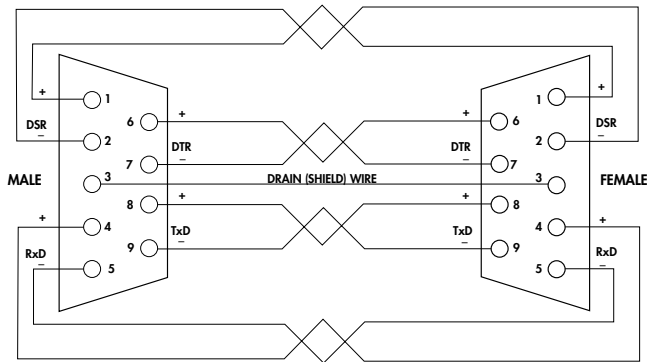 + 1 + 1
6 + + 6
DSR – 2 2 DSR –
DTR DTR
7 – – 7
MALE 3 DRAIN (SHIELD) WIRE 3 FEMALE
8 + + 8
+ 4 4 +
TxD TxD
9 – – 9
RxD – 5 5 RxD –